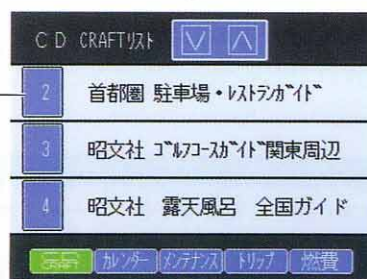 CD CRAFTリスト
2 首都圏 駐車場・レストランガイド
3 昭文社 ゴルフコースガイド関東周辺
4 昭文社 露天風呂 全国ガイド
カレンダー メンテナンス トリップ 燃費